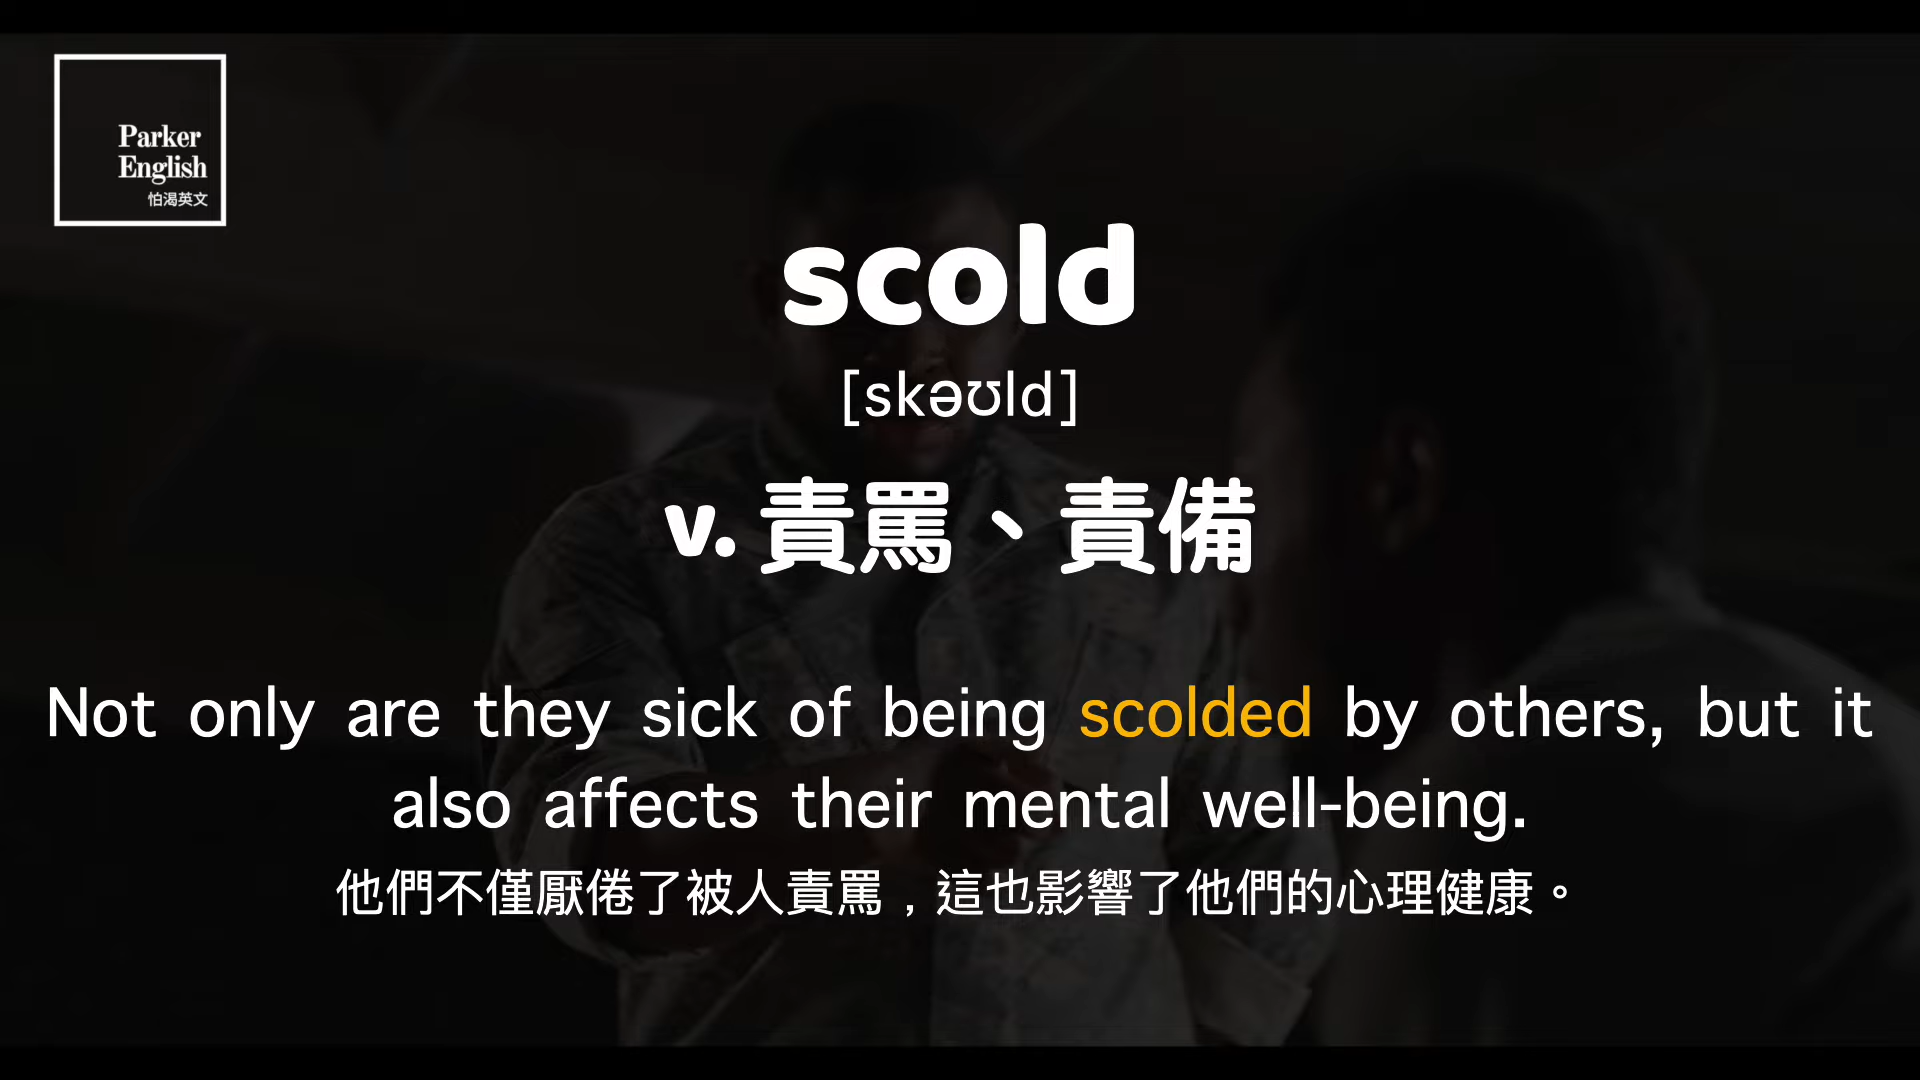 Parker
English
怕渴英文
scold
[skəʊld]
v. 責罵、責備
Not only are they sick of being scolded by others, but it
also affects their mental well-being.
他們不僅厭倦了被人責罵，這也影響了他們的心理健康。